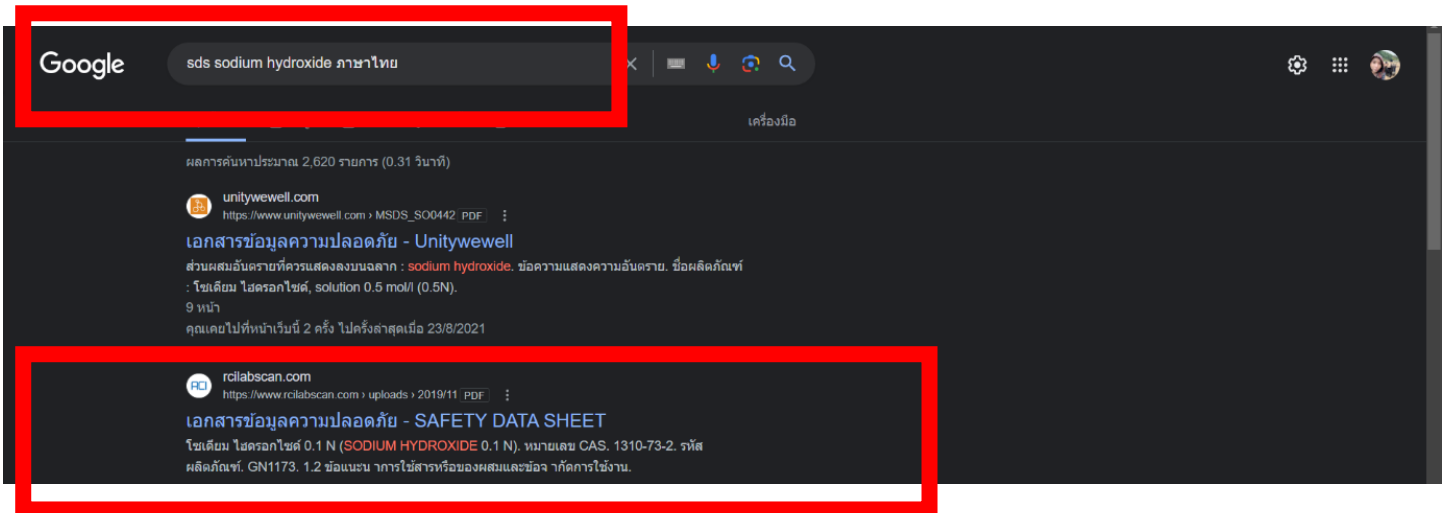 Google
sds sodium hydroxide ภาษาไทย
เครื่องมือ
ผลการค้นหาประมาณ 2,620 รายการ (0.31 วินาที)
unitywewell.com
https://www.unitywewell.com › MSDS_SO0442 PDF
เอกสารข้อมูลความปลอดภัย - Unitywewell
ส่วนผสมอันตรายที่ควรแสดงลงบนฉลาก : sodium hydroxide. ข้อความแสดงความอันตราย. ชื่อผลิตภัณฑ์
: โซเดียม ไฮดรอกไซด์, solution 0.5 mol/l (0.5N).
9 หน้า
คุณเคยไปที่หน้าเว็บนี้ 2 ครั้ง ไปครั้งล่าสุดเมื่อ 23/8/2021
RCI
rcilabscan.com
https://www.rcilabscan.com › uploads › 2019/11 PDF
เอกสารข้อมูลความปลอดภัย - SAFETY DATA SHEET
โซเดียม ไฮดรอกไซด์ 0.1 N (SODIUM HYDROXIDE 0.1 N). หมายเลข CAS. 1310-73-2. รหัส
ผลิตภัณฑ์. GN1173. 1.2 ข้อแนะน าการใช้สารหรือของผสมและข้อจ ากัดการใช้งาน.